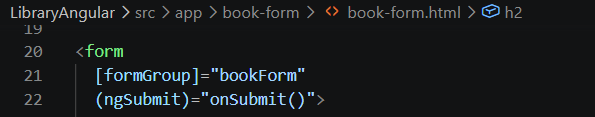 LibraryAngular > src > app > book-form > <> book-form.html > h2
19
20 <form
21 [formGroup]="bookForm"
22 (ngSubmit)="onSubmit()">